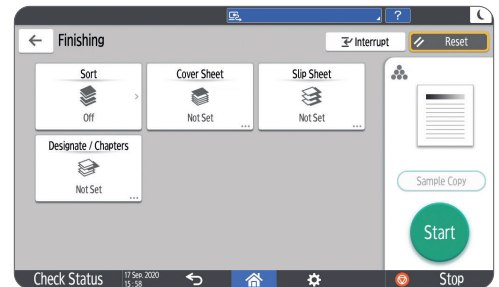 ?
Finishing
Interrupt
Reset
Sort
Off
Cover Sheet
Not Set
Slip Sheet
Not Set
Designate / Chapters
Not Set
Sample Copy
Start
Check Status
17 Sep. 2020
15 : 58
Stop